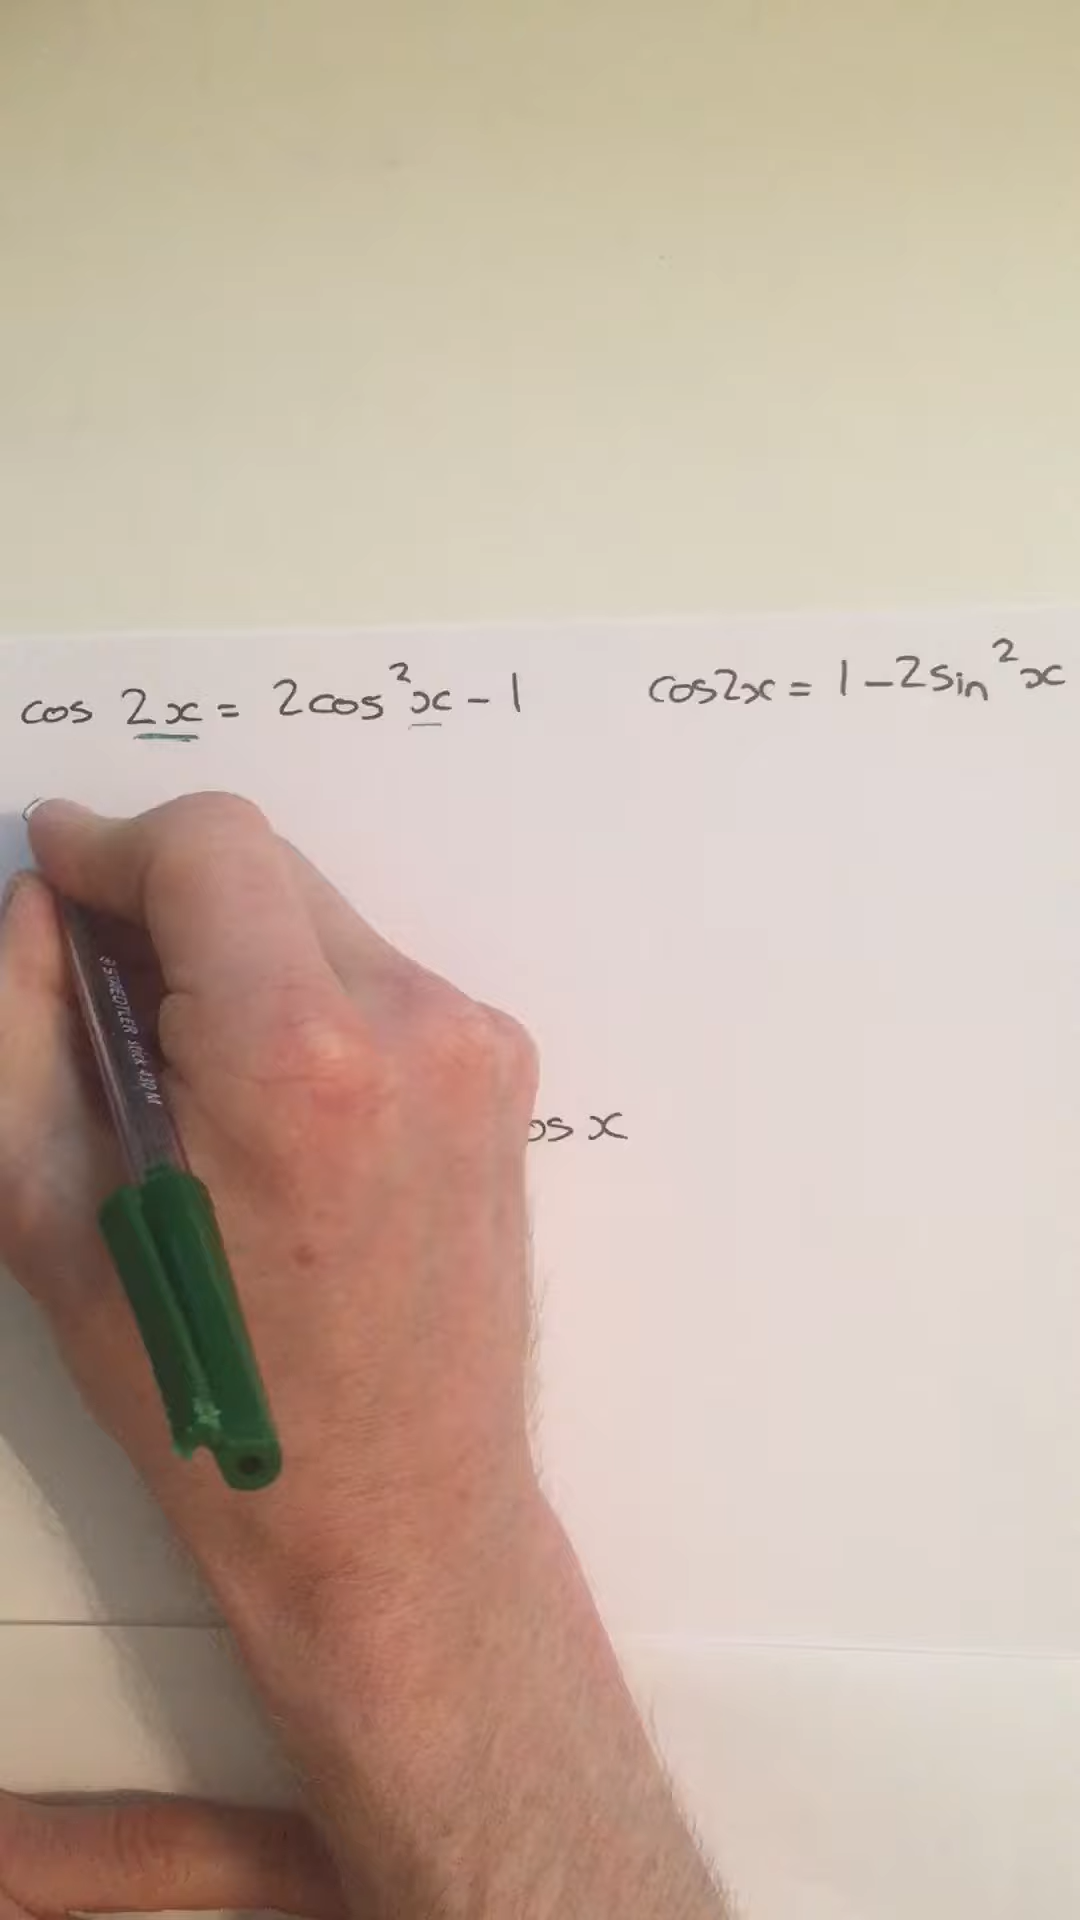 cos 2x = 2cos²x - 1
cos2x = 1 - 2sin²x
STAEDTLER stick 430 M
os x